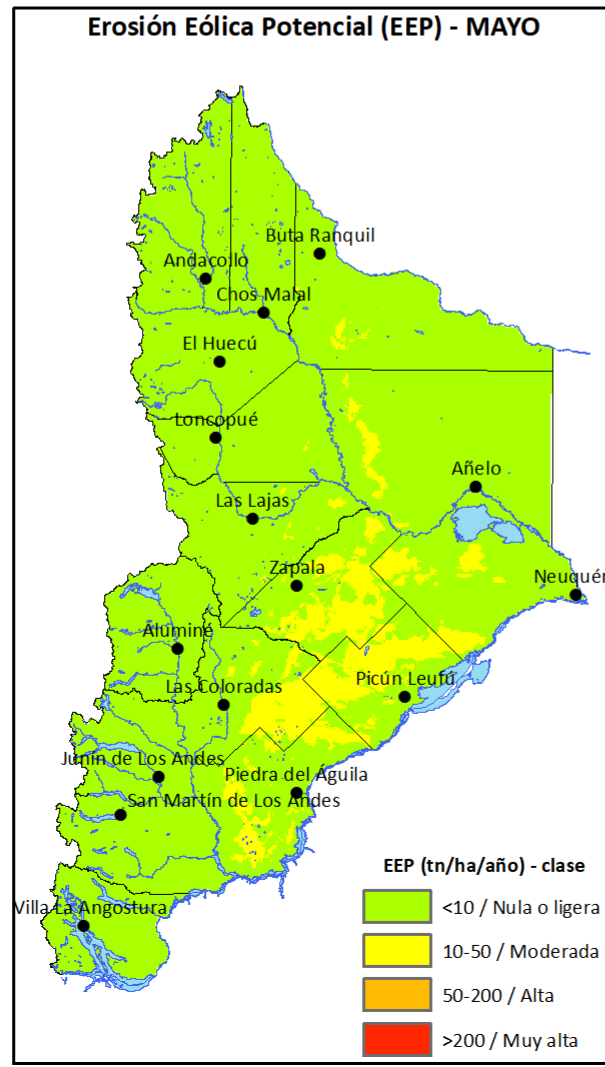 Erosión Eólica Potencial (EEP) - MAYO
Buta Ranquil
Andacollo
Chos Malal
El Huecú
Loncopué
Añelo
Las Lajas
Zapala
Neuquén
Aluminé
Las Coloradas
Picún Leufú
Junín de Los Andes
Piedra del Águila
San Martín de Los Andes
Villa La Angostura
EEP (tn/ha/año) - clase
<10 / Nula o ligera
10-50 / Moderada
50-200 / Alta
>200 / Muy alta